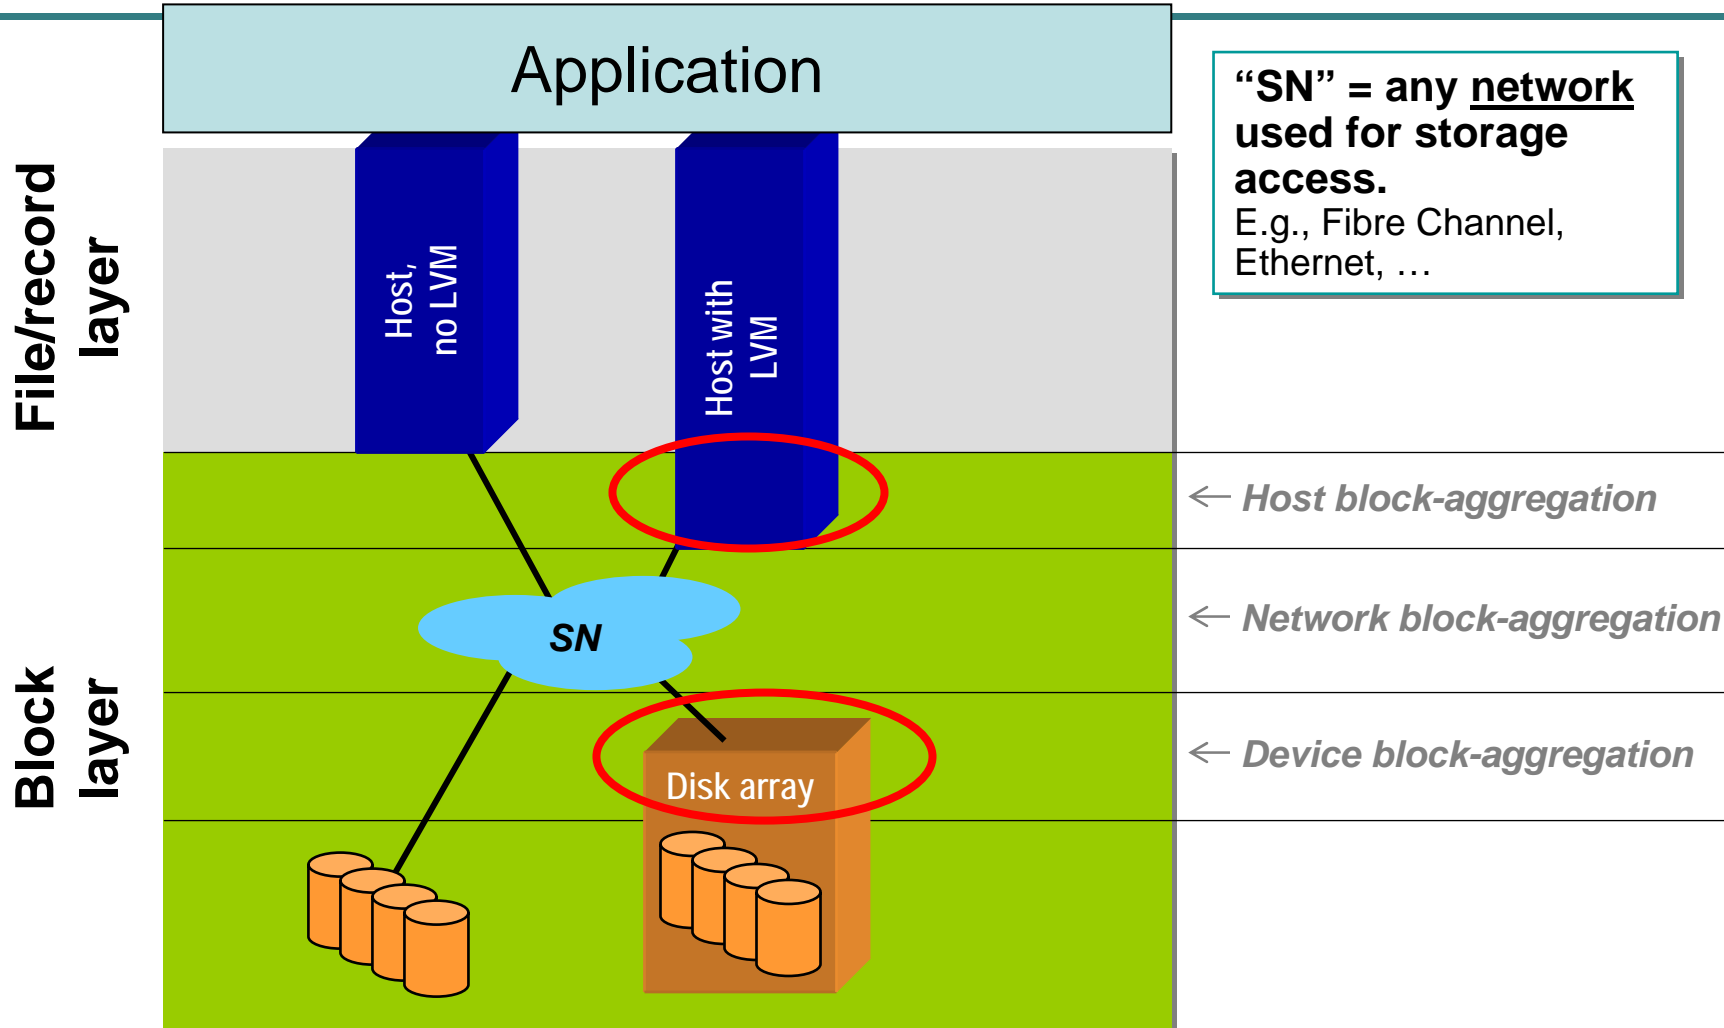 Application
“SN” = any network
used for storage
access.
E.g., Fibre Channel,
Ethernet, …
File/record
layer
Host,
no LVM
Host with
LVM
← Host block-aggregation
SN
← Network block-aggregation
Block
layer
← Device block-aggregation
Disk array